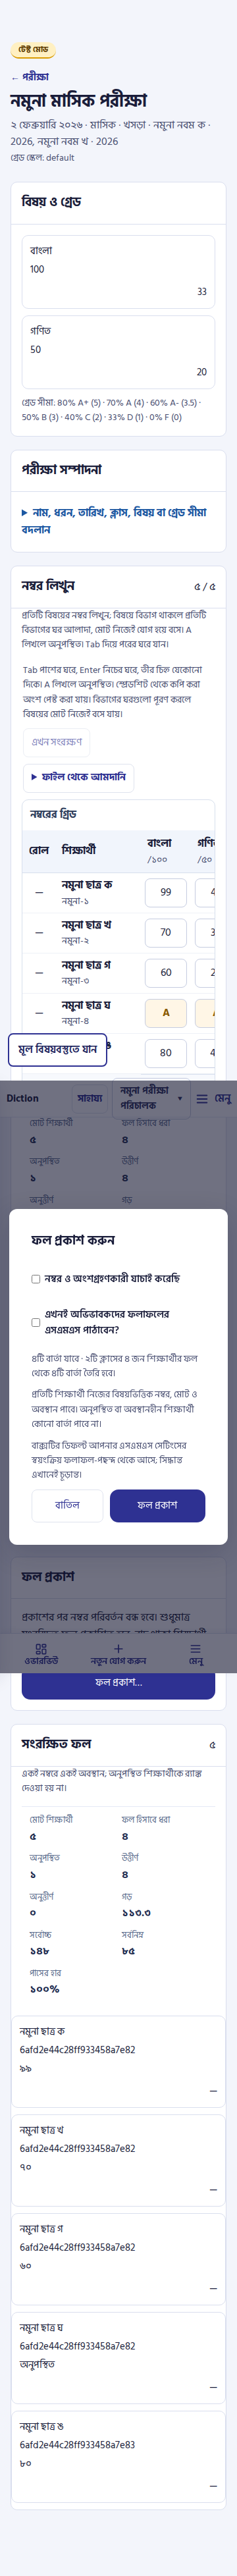 টেস্ট মোড
← পরীক্ষা
নমুনা মাসিক পরীক্ষা
২ ফেব্রুয়ারি ২০২৬ · মাসিক · খসড়া · নমুনা নবম ক ·
২০২৬, নমুনা নবম খ · ২০২৬
গ্রেড স্কেল: default
বিষয় ও গ্রেড
বাংলা
100
33
গণিত
50
20
গ্রেড সীমা: 80% A+ (5) · 70% A (4) · 60% A- (3.5) ·
50% B (3) · 40% C (2) · 33% D (1) · 0% F (0)
পরীক্ষা সম্পাদনা
▶ নাম, ধরন, তারিখ, ক্লাস, বিষয় বা গ্রেড সীমা
বদলান
নম্বর লিখুন
৫ / ৫
প্রতিটি বিষয়ের নম্বর লিখুন; বিষয়ে বিভাগ থাকলে প্রতিটি
বিভাগের ঘর আলাদা, মোট নিজেই যোগ হয়ে বসে। A
লিখলে অনুপস্থিত। Tab দিয়ে পরের ঘরে যান।
Tab পাশের ঘরে, Enter নিচের ঘরে, তীর চিহ্ন যেকোনো
দিকে। A লিখলে অনুপস্থিত। স্প্রেডশিট থেকে কপি করা
অংশ পেস্ট করা যায়। বিভাগের ঘরগুলো পূরণ করলে
বিষয়ের মোট নিজেই বসে যায়।
এখন সংরক্ষণ
▶ ফাইল থেকে আমদানি
নম্বরের গ্রিড
রোল
শিক্ষার্থী
বাংলা
/১০০
/৫০
—
নমুনা ছাত্র ক
নমুনা-১
99
—
নমুনা ছাত্র খ
নমুনা-২
70
—
নমুনা ছাত্র গ
নমুনা-৩
60
—
নমুনা ছাত্র ঘ
নমুনা-৪
A
মূল বিষয়বস্তুতে যান
80
Diction
সাহায্য
নমুনা পরীক্ষা
পরিচালক
▾
মেনু
মোট শিক্ষার্থী
ফল হিসাবে ধরা
৫
৪
অনুপস্থিত
উত্তীর্ণ
১
৪
অনুত্তীর্ণ
গড়
ফল প্রকাশ করুন
নম্বর ও অংশগ্রহণকারী যাচাই করেছি
এখনই অভিভাবকদের ফলাফলের
এসএমএস পাঠাবেন?
৪টি বার্তা যাবে · ২টি ক্লাসের ৪ জন শিক্ষার্থীর ফল
থেকে ৪টি বার্তা তৈরি হবে।
প্রতিটি শিক্ষার্থী নিজের বিষয়ভিত্তিক নম্বর, মোট ও
অবস্থান পাবে। অনুপস্থিত বা অবস্থানহীন শিক্ষার্থী
কোনো বার্তা পাবে না।
বাক্সটির ডিফল্ট আপনার এসএমএস সেটিংসের
স্বয়ংক্রিয় ফলাফল-পছন্দ থেকে আসে; সিদ্ধান্ত
এখানেই চূড়ান্ত।
বাতিল
ফল প্রকাশ
ফল প্রকাশ
প্রকাশের পর নম্বর পরিবর্তন বন্ধ হবে। শুধুমাত্র
ওভারভিউ
নতুন যোগ করুন
মেনু
ফল প্রকাশ...
সংরক্ষিত ফল
৫
একই নম্বরে একই অবস্থান; অনুপস্থিত শিক্ষার্থীকে র‍্যাঙ্ক
দেওয়া হয় না।
মোট শিক্ষার্থী
ফল হিসাবে ধরা
৫
৪
অনুপস্থিত
উত্তীর্ণ
১
৪
অনুত্তীর্ণ
গড়
০
১১৩.৩
সর্বোচ্চ
সর্বনিম্ন
১৪৮
৮৫
পাসের হার
১০০%
নমুনা ছাত্র ক
6afd2e44c28ff933458a7e82
৯৯
—
নমুনা ছাত্র খ
6afd2e44c28ff933458a7e82
৭০
—
নমুনা ছাত্র গ
6afd2e44c28ff933458a7e82
৬০
—
নমুনা ছাত্র ঘ
6afd2e44c28ff933458a7e82
অনুপস্থিত
—
নমুনা ছাত্র ঙ
6afd2e44c28ff933458a7e83
৮০
—